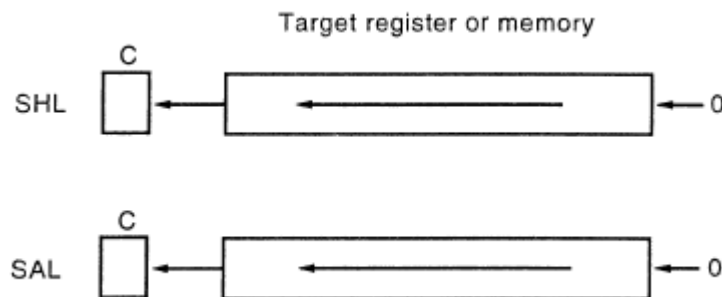 Target register or memory
C
SHL 0
C
SAL 0